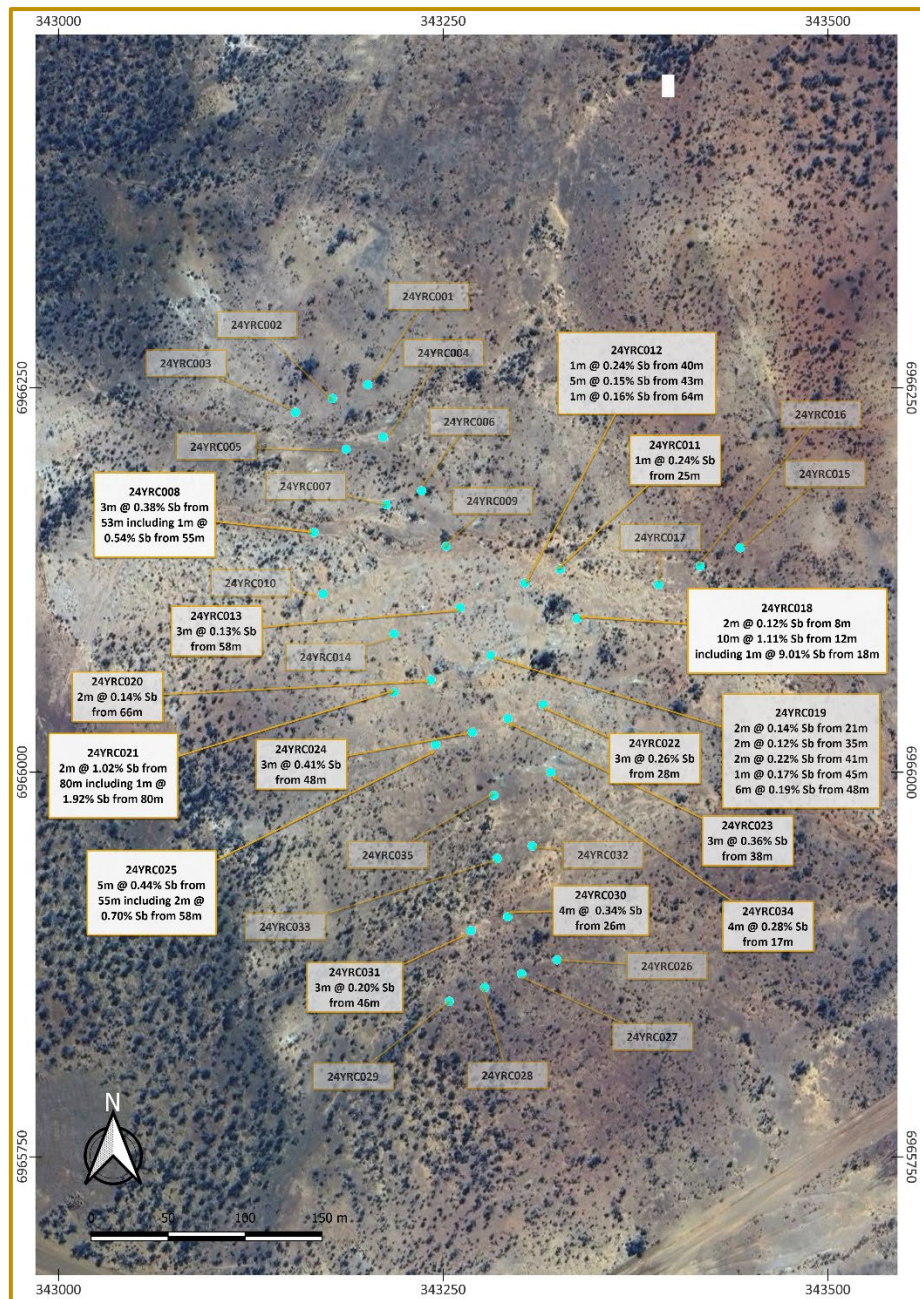 343000
343250
343500
24YRC001
24YRC002
24YRC004
24YRC003
24YRC012
1m @ 0.24% Sb from 40m
5m @ 0.15% Sb from 43m
1m @ 0.16% Sb from 64m
6966250
6966250
24YRC016
24YRC006
24YRC005
24YRC011
1m @ 0.24% Sb
from 25m
24YRC015
24YRC008
3m @ 0.38% Sb from
53m including 1m @
0.54% Sb from 55m
24YRC007
24YRC009
24YRC017
24YRC010
24YRC013
3m @ 0.13% Sb
from 58m
24YRC018
2m @ 0.12% Sb from 8m
10m @ 1.11% Sb from 12m
including 1m @ 9.01% Sb from 18m
24YRC014
24YRC020
2m @ 0.14% Sb
from 66m
24YRC019
2m @ 0.14% Sb from 21m
2m @ 0.12% Sb from 35m
2m @ 0.22% Sb from 41m
1m @ 0.17% Sb from 45m
6m @ 0.19% Sb from 48m
24YRC021
2m @ 1.02% Sb from
80m including 1m @
1.92% Sb from 80m
24YRC024
3m @ 0.41% Sb
from 48m
24YRC022
3m @ 0.26% Sb
from 28m
6966000
6966000
24YRC023
3m @ 0.36% Sb
from 38m
24YRC035
24YRC032
24YRC025
5m @ 0.44% Sb from
55m including 2m @
0.70% Sb from 58m
24YRC033
24YRC030
4m @ 0.34% Sb
from 26m
24YRC034
4m @ 0.28% Sb
from 17m
24YRC031
3m @ 0.20% Sb
from 46m
24YRC026
24YRC027
24YRC029
24YRC028
N
6965750
6965750
0 50 100 150 m
343000
343250
343500